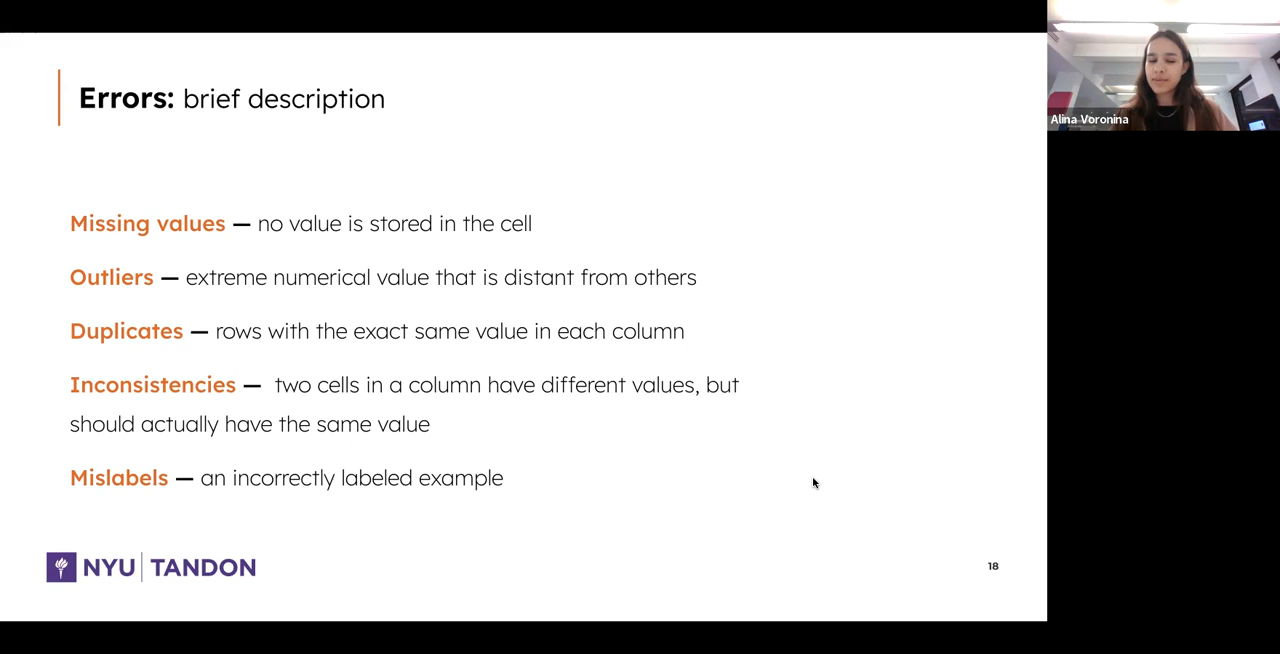 Errors: brief description
Alina Voronina
Missing values — no value is stored in the cell
Outliers — extreme numerical value that is distant from others
Duplicates — rows with the exact same value in each column
Inconsistencies — two cells in a column have different values, but
should actually have the same value
Mislabels — an incorrectly labeled example
NYU TANDON
18